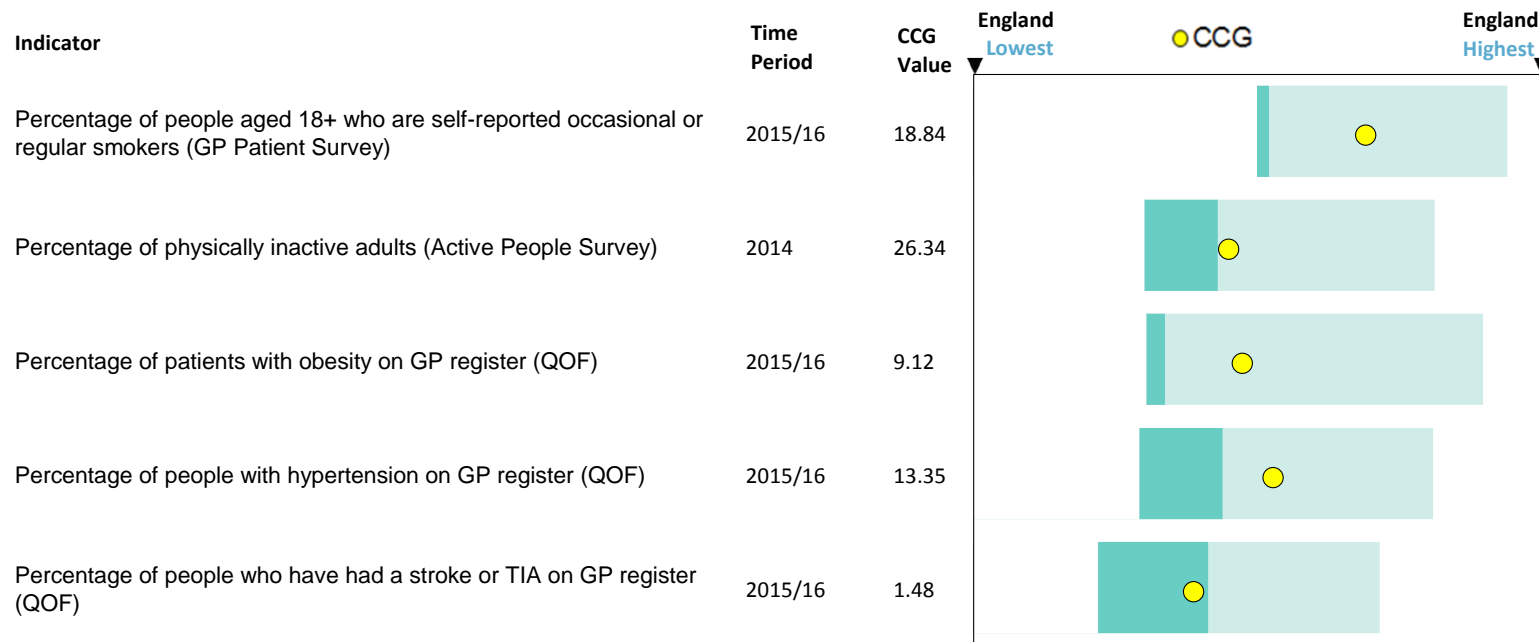 Indicator
Time
Period
CCG
Value
England
Lowest
CCG
England
Highest
Percentage of people aged 18+ who are self-reported occasional or
regular smokers (GP Patient Survey)
2015/16
18.84
Percentage of physically inactive adults (Active People Survey)
2014
26.34
Percentage of patients with obesity on GP register (QOF)
2015/16
9.12
Percentage of people with hypertension on GP register (QOF)
2015/16
13.35
Percentage of people who have had a stroke or TIA on GP register
(QOF)
2015/16
1.48